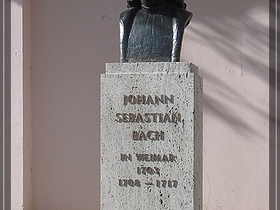 JOHANN
SEBASTIAN
BACH
IN WEIMAR
1703
1708 – 1717